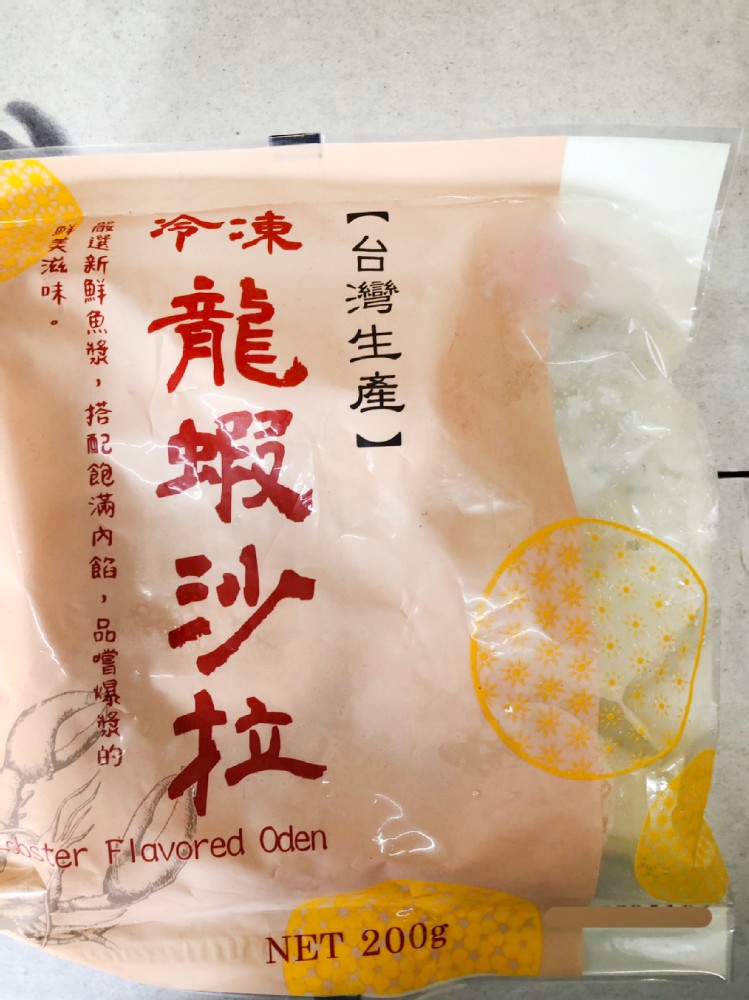 【台灣生產】
冷凍
龍蝦沙拉
嚴選新鮮魚漿，搭配飽滿內餡，品嚐爆漿的
鮮美滋味。
Lobster Flavored Oden
NET 200g